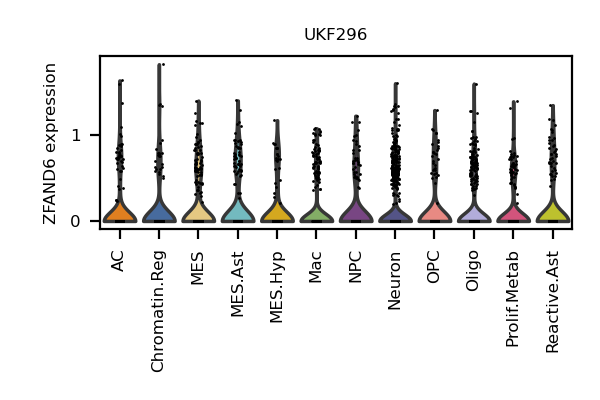 UKF296
ZFAND6 expression
1
0
AC
Chromatin.Reg
MES
MES.Ast
MES.Hyp
Mac
NPC
Neuron
OPC
Oligo
Prolif.Metab
Reactive.Ast